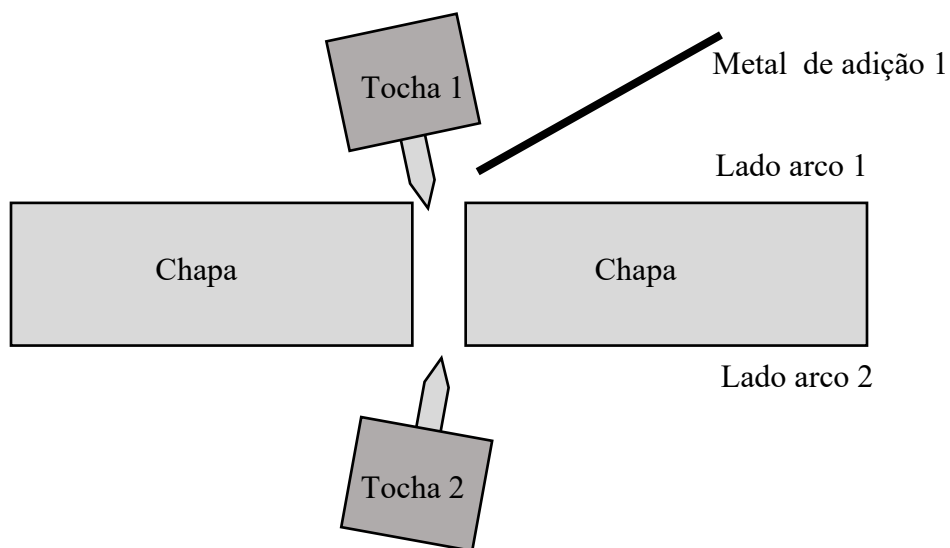 Tocha 1
Metal de adição 1
Lado arco 1
Chapa
Chapa
Lado arco 2
Tocha 2